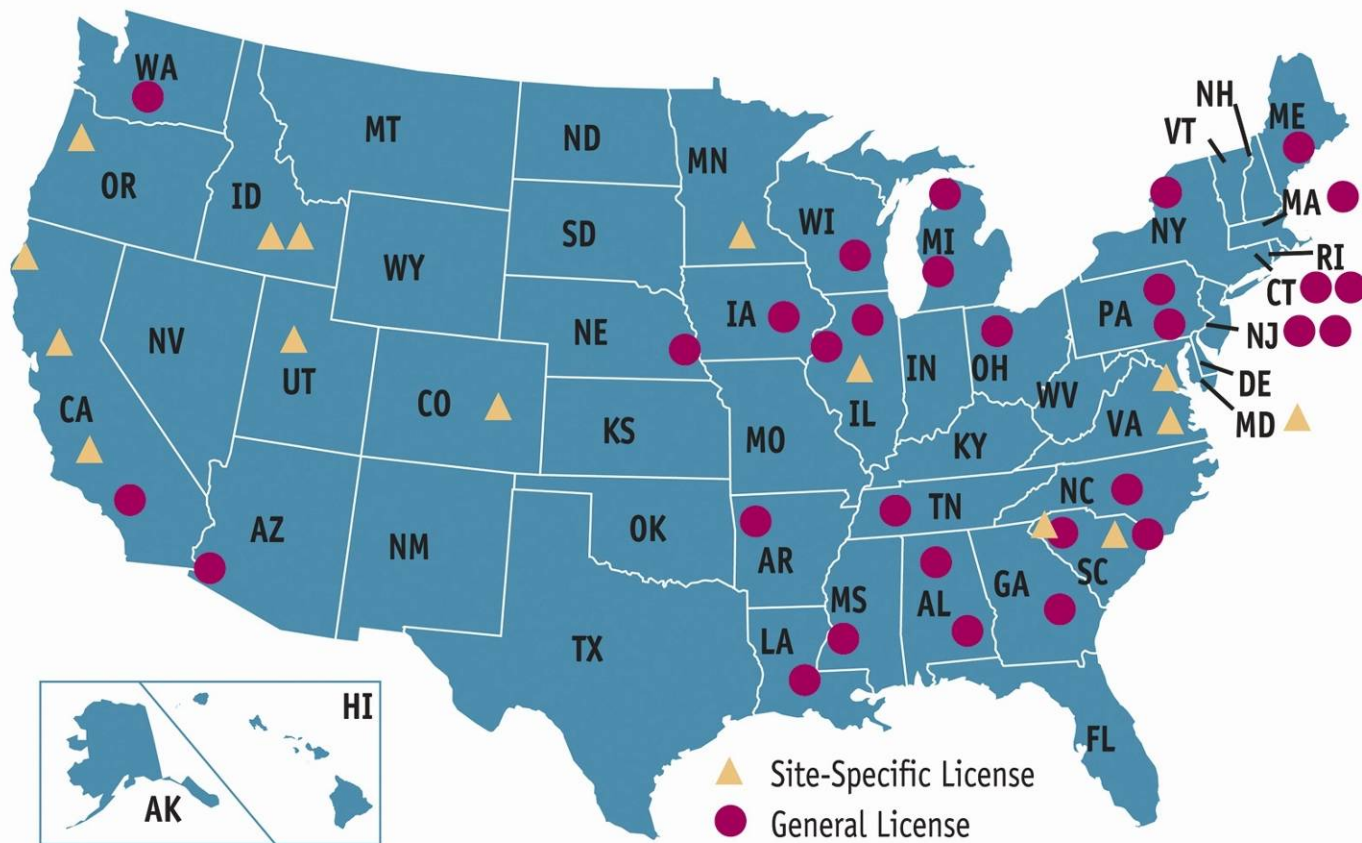 WA
MT
ND
MN
NH
VT
ME
OR
ID
SD
WI
MI
NY
MA
WY
RI
CT
NE
IA
PA
NJ
NV
UT
CO
IN
OH
DE
IL
WV
VA
MD
CA
KS
MO
KY
NC
TN
AZ
NM
OK
AR
SC
GA
MS
AL
LA
TX
HI
FL
AK
Site-Specific License
General License